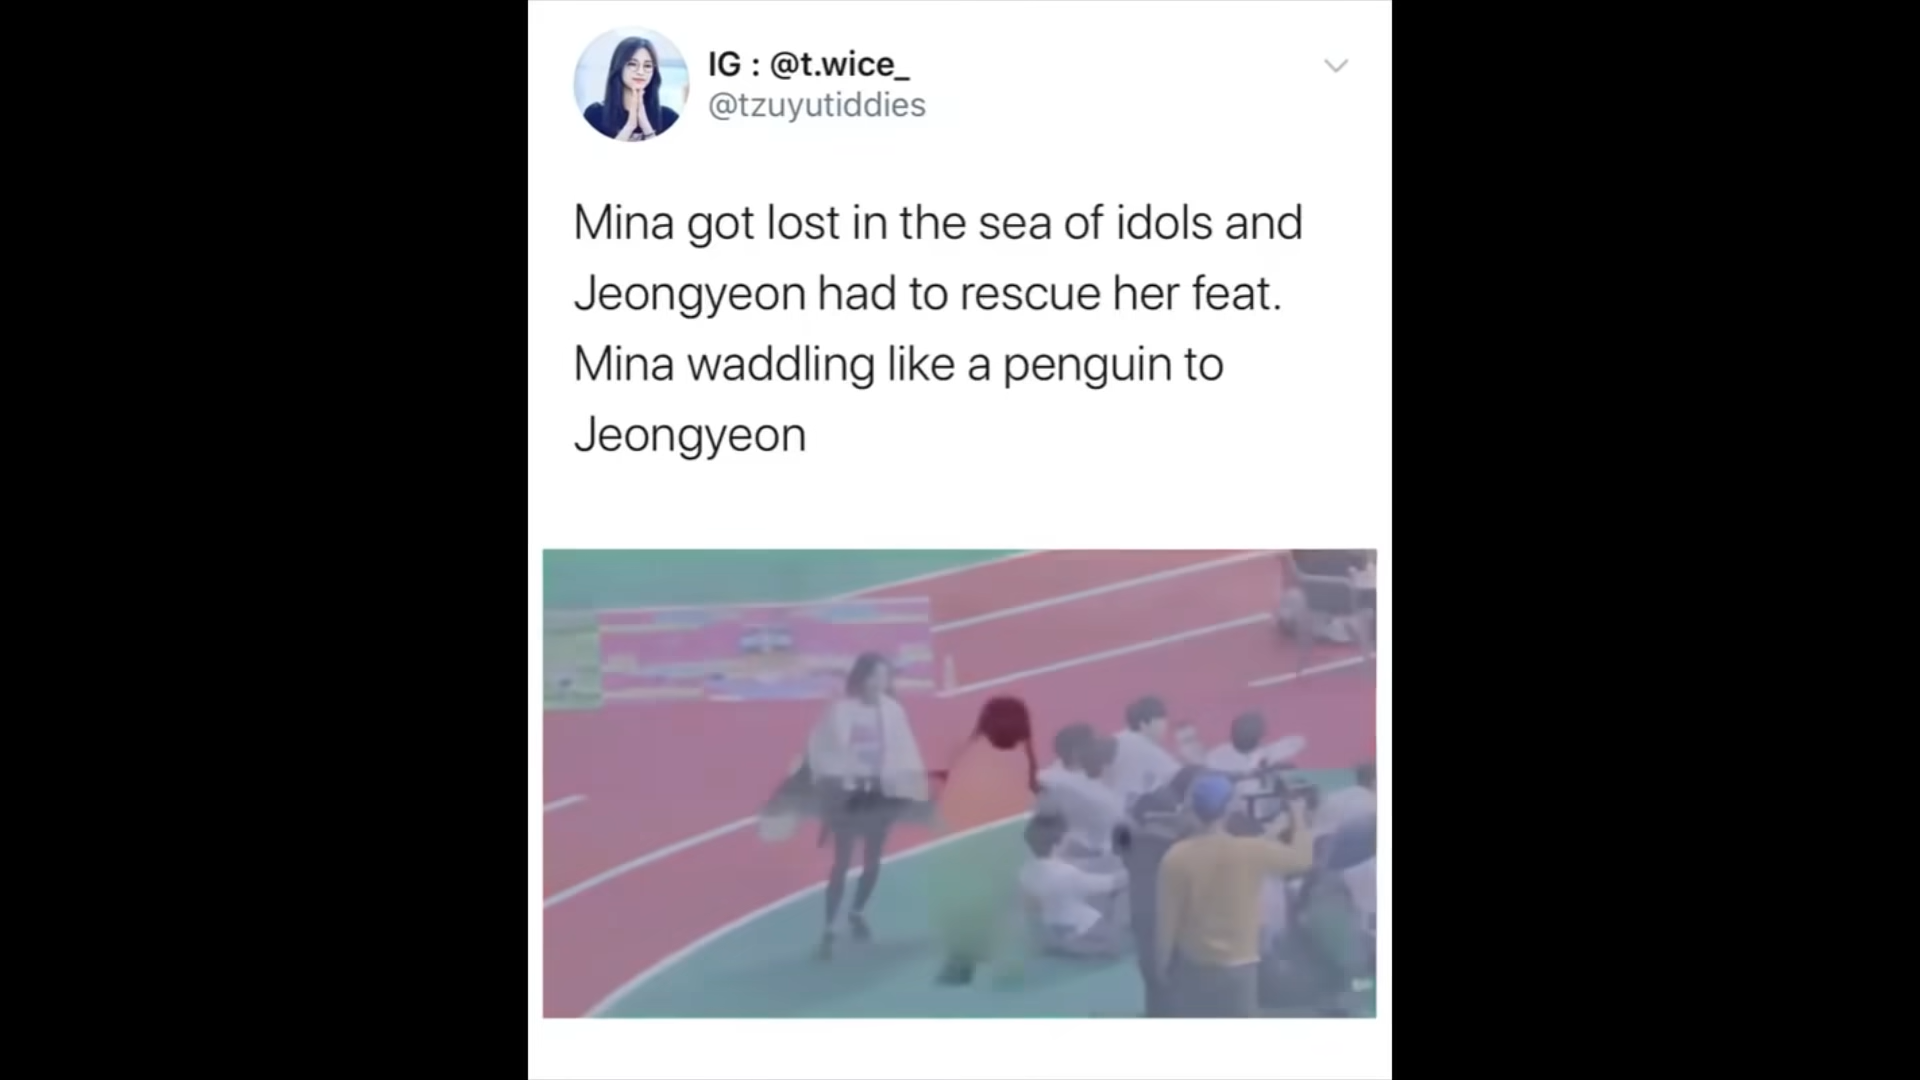 IG : @t.wice_
@tzuyutiddies
Mina got lost in the sea of idols and
Jeongyeon had to rescue her feat.
Mina waddling like a penguin to
Jeongyeon